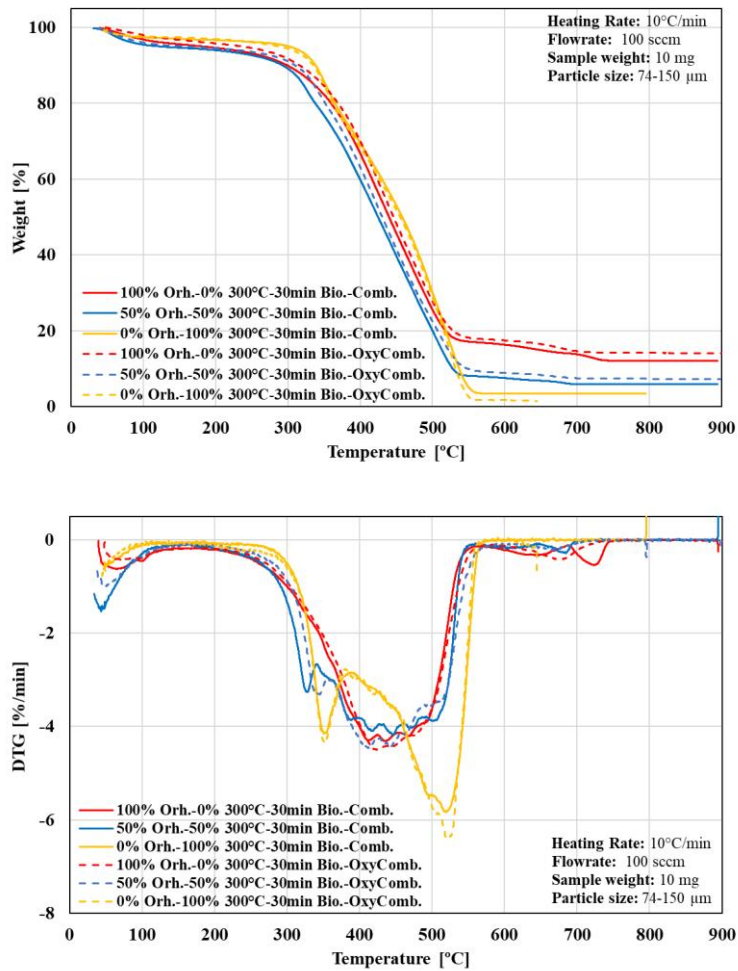 100
80
60
40
20
0
Weight [%]
Heating Rate: 10°C/min
Flowrate: 100 sccm
Sample weight: 10 mg
Particle size: 74-150 µm
100% Orh.-0% 300°C-30min Bio.-Comb.
50% Orh.-50% 300°C-30min Bio.-Comb.
0% Orh.-100% 300°C-30min Bio.-Comb.
100% Orh.-0% 300°C-30min Bio.-OxyComb.
50% Orh.-50% 300°C-30min Bio.-OxyComb.
0% Orh.-100% 300°C-30min Bio.-OxyComb.
0 100 200 300 400 500 600 700 800 900
Temperature [ºC]
0
-2
-4
-6
-8
DTG [%/min]
100% Orh.-0% 300°C-30min Bio.-Comb.
50% Orh.-50% 300°C-30min Bio.-Comb.
0% Orh.-100% 300°C-30min Bio.-Comb.
100% Orh.-0% 300°C-30min Bio.-OxyComb.
50% Orh.-50% 300°C-30min Bio.-OxyComb.
0% Orh.-100% 300°C-30min Bio.-OxyComb.
Heating Rate: 10°C/min
Flowrate: 100 sccm
Sample weight: 10 mg
Particle size: 74-150 µm
0 100 200 300 400 500 600 700 800 900
Temperature [ºC]